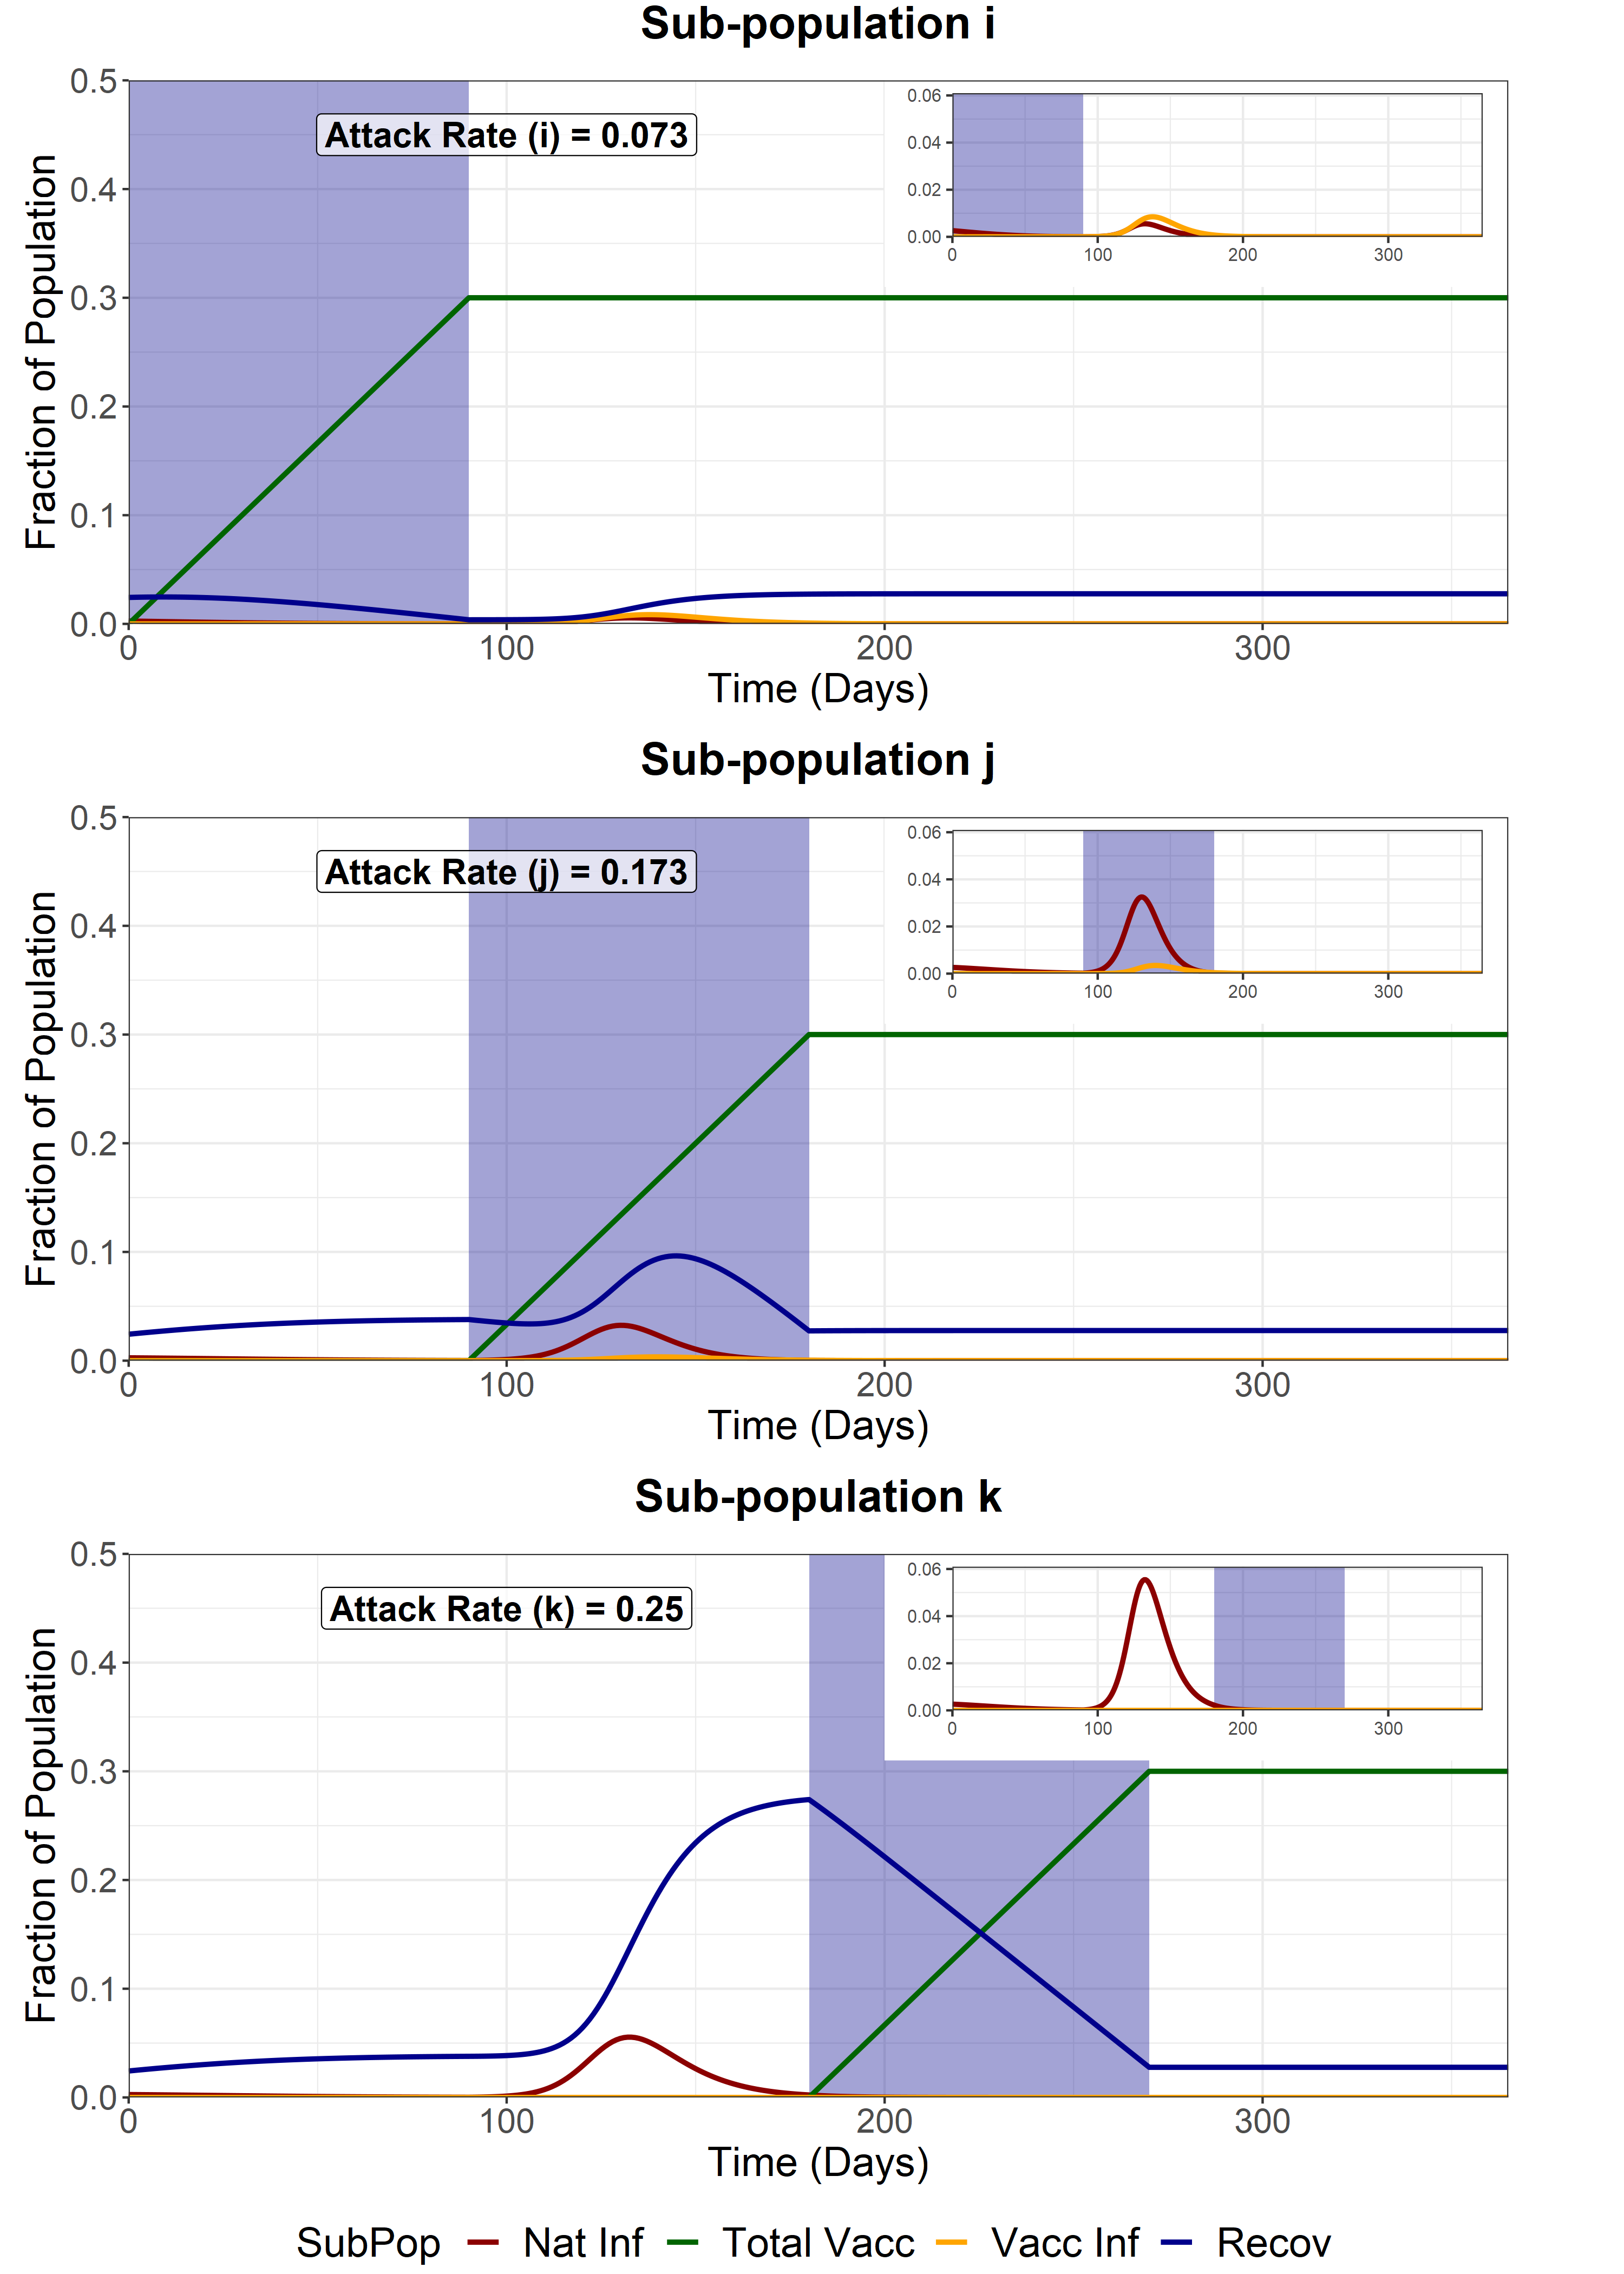 Sub-population i
Fraction of Population
0.5
0.4
0.3
0.2
0.1
0.0
Attack Rate (i) = 0.073
0.06
0.04
0.02
0.00
0 100 200 300
0 100 200 300
Time (Days)
Sub-population j
Fraction of Population
0.5
0.4
0.3
0.2
0.1
0.0
Attack Rate (j) = 0.173
0.06
0.04
0.02
0.00
0 100 200 300
0 100 200 300
Time (Days)
Sub-population k
Fraction of Population
0.5
0.4
0.3
0.2
0.1
0.0
Attack Rate (k) = 0.25
0.06
0.04
0.02
0.00
0 100 200 300
0 100 200 300
Time (Days)
SubPop Nat Inf Total Vacc Vacc Inf Recov